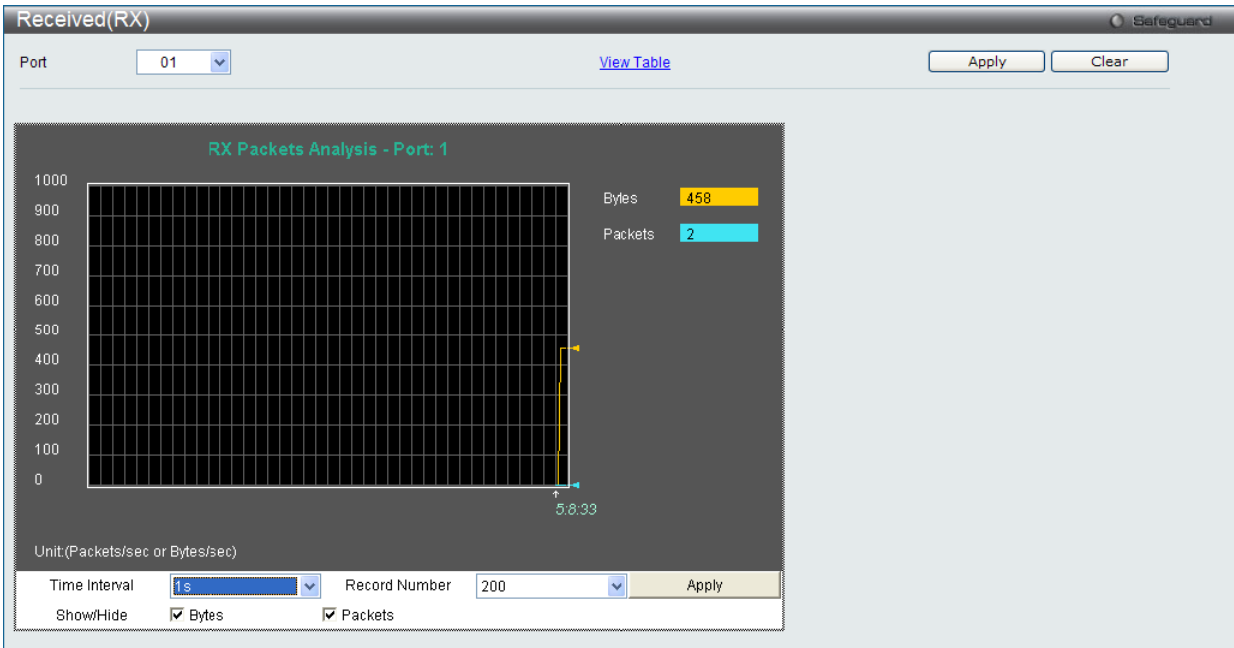 Received(RX)
Safeguard
Port 01 View Table Apply Clear
RX Packets Analysis - Port: 1
1000
900
800
700
600
500
400
300
200
100
0
Bytes 458
Packets 2
5:8:33
Unit:(Packets/sec or Bytes/sec)
Time Interval 1s Record Number 200 Apply
Show/Hide Bytes Packets